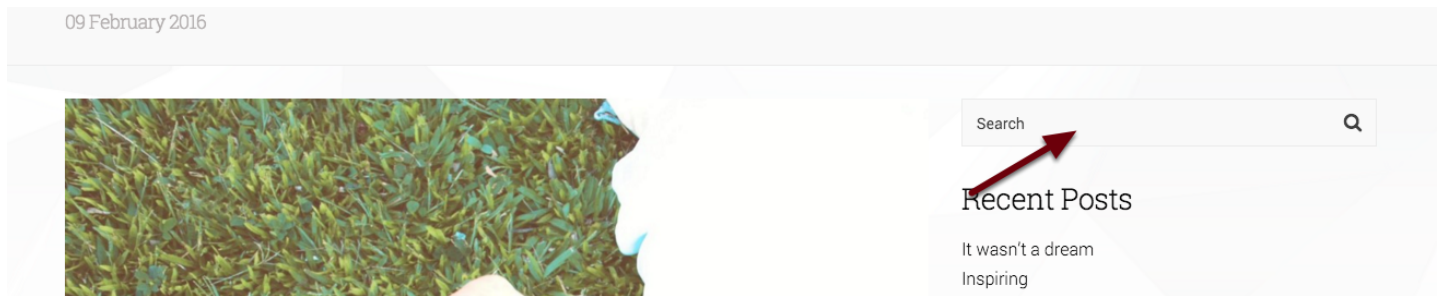 09 February 2016
Search
Recent Posts
It wasn't a dream
Inspiring